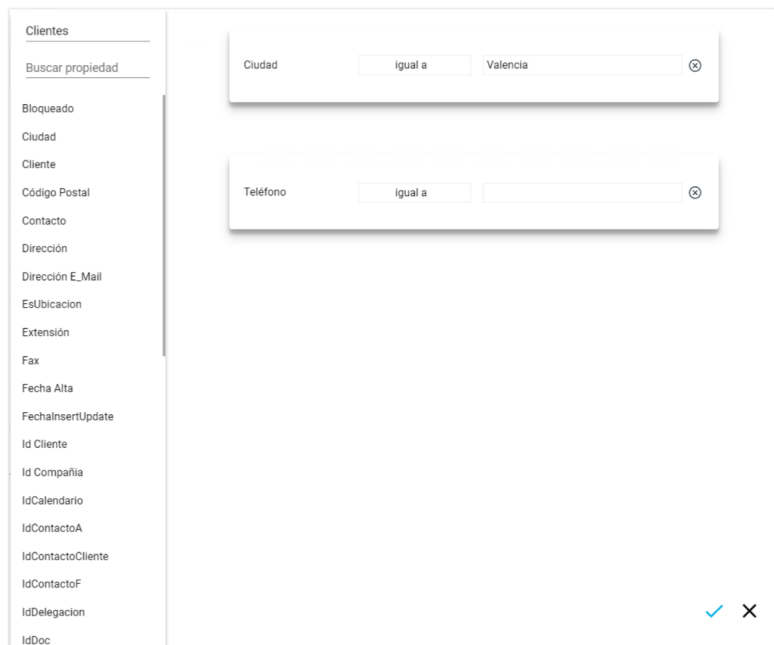 Clientes
Buscar propiedad
Bloqueado
Ciudad
Cliente
Código Postal
Contacto
Dirección
Dirección E_Mail
EsUbicacion
Extensión
Fax
Fecha Alta
FechaInsertUpdate
Id Cliente
Id Compañia
IdCalendario
IdContactoA
IdContactoCliente
IdContactoF
IdDelegacion
IdDoc
Ciudad igual a Valencia
Teléfono igual a